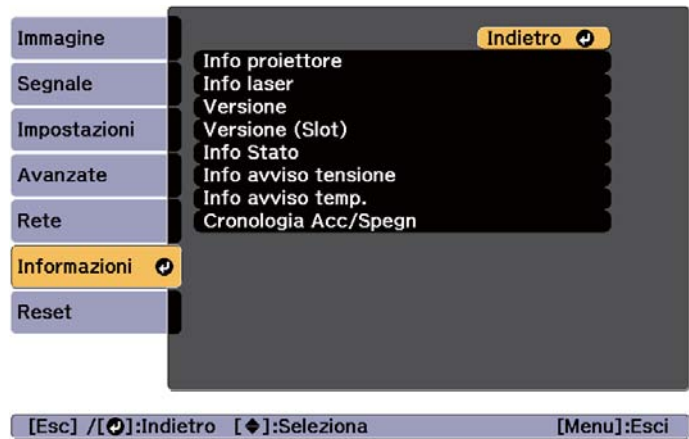 Immagine
Segnale
Impostazioni
Avanzate
Rete
Informazioni
Reset
Indietro
Info proiettore
Info laser
Versione
Versione (Slot)
Info Stato
Info avviso tensione
Info avviso temp.
Cronologia Acc/Spegn
[Esc] /[⏎]:Indietro [◆]:Seleziona [Menu]:Esci